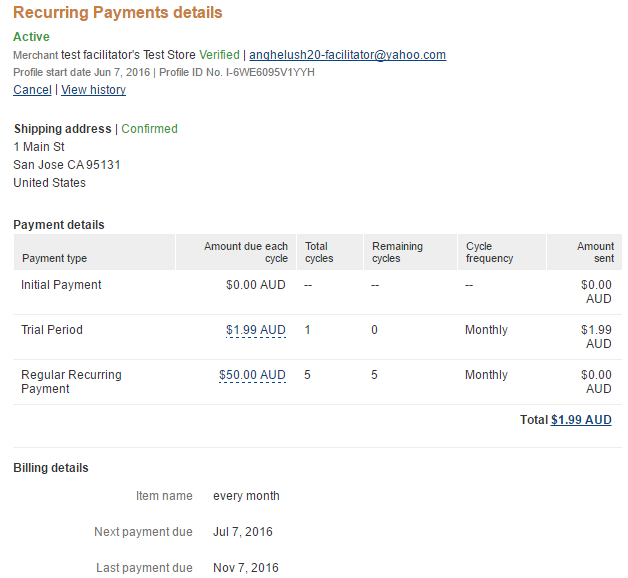 Recurring Payments details
Active
Merchant test facilitator's Test Store Verified | anghelush20-facilitator@yahoo.com
Profile start date Jun 7, 2016 | Profile ID No. I-6WE6095V1YYH
Cancel | View history
Shipping address | Confirmed
1 Main St
San Jose CA 95131
United States
Payment details
Payment type Amount due each cycle Total cycles Remaining cycles Cycle frequency Amount sent
Initial Payment $0.00 AUD -- -- -- $0.00 AUD
Trial Period $1.99 AUD 1 0 Monthly $1.99 AUD
Regular Recurring Payment $50.00 AUD 5 5 Monthly $0.00 AUD
Total $1.99 AUD
Billing details
Item name every month
Next payment due Jul 7, 2016
Last payment due Nov 7, 2016